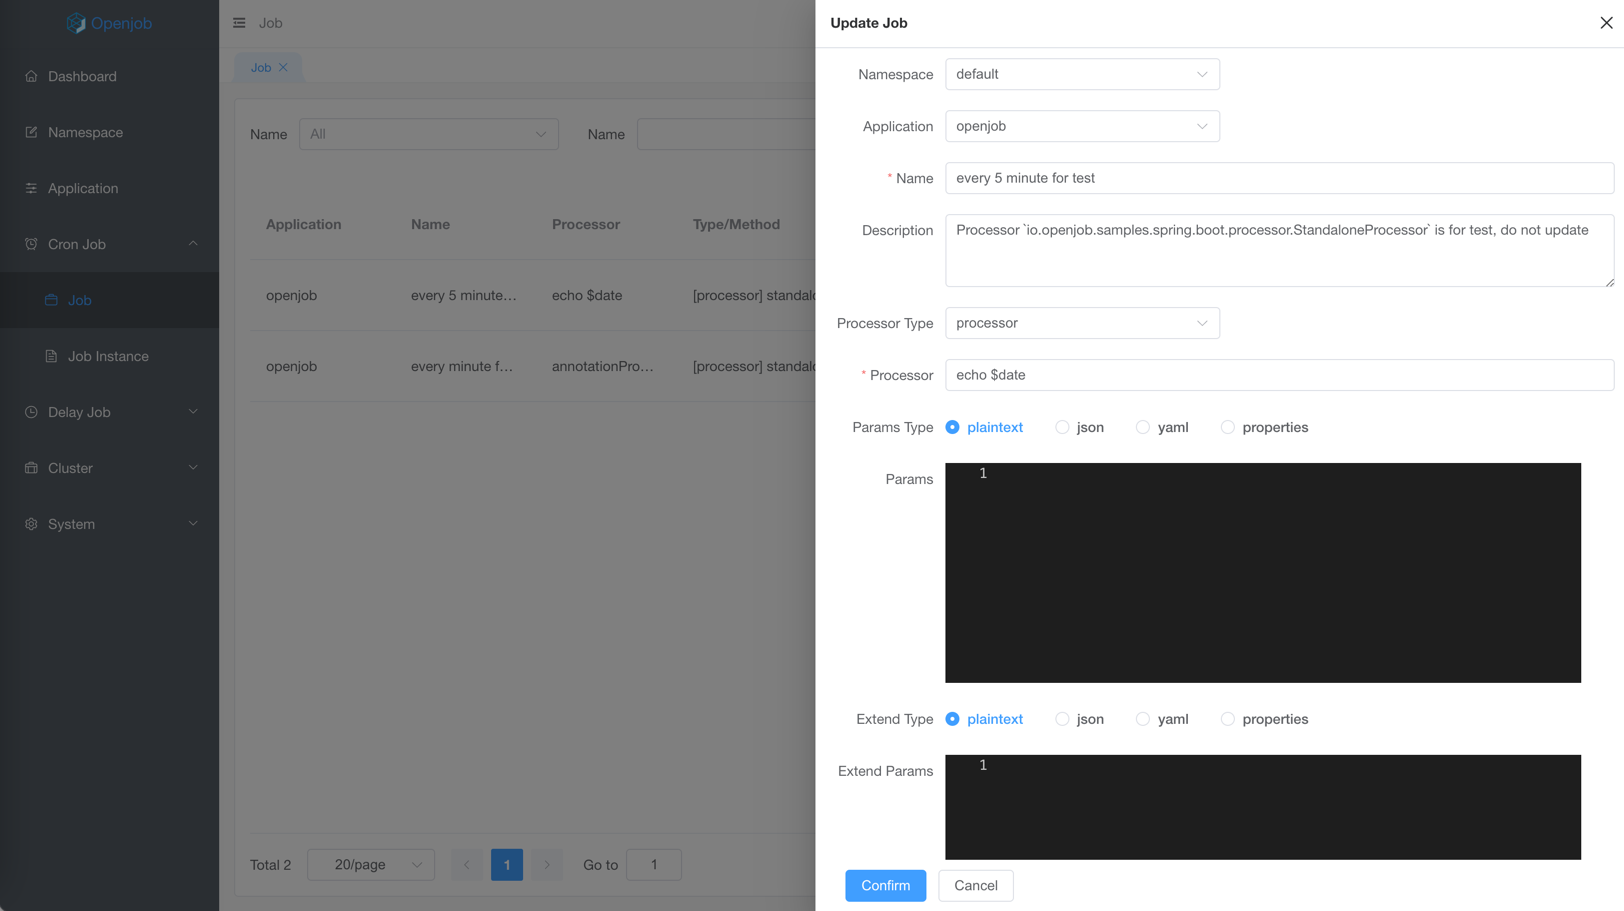 Openjob
Dashboard
Namespace
Application
Cron Job
Job
Job Instance
Delay Job
Cluster
System
Job
Job
Name All Name
Application Name Processor Type/Method
openjob every 5 minute... echo $date [processor] standalo
openjob every minute f... annotationPro... [processor] standalo
Total 2 20/page 1 Go to 1
Update Job
Namespace default
Application openjob
* Name every 5 minute for test
Description Processor `io.openjob.samples.spring.boot.processor.StandaloneProcessor` is for test, do not update
Processor Type processor
* Processor echo $date
Params Type plaintext json yaml properties
Params 1
Extend Type plaintext json yaml properties
Extend Params 1
Confirm Cancel